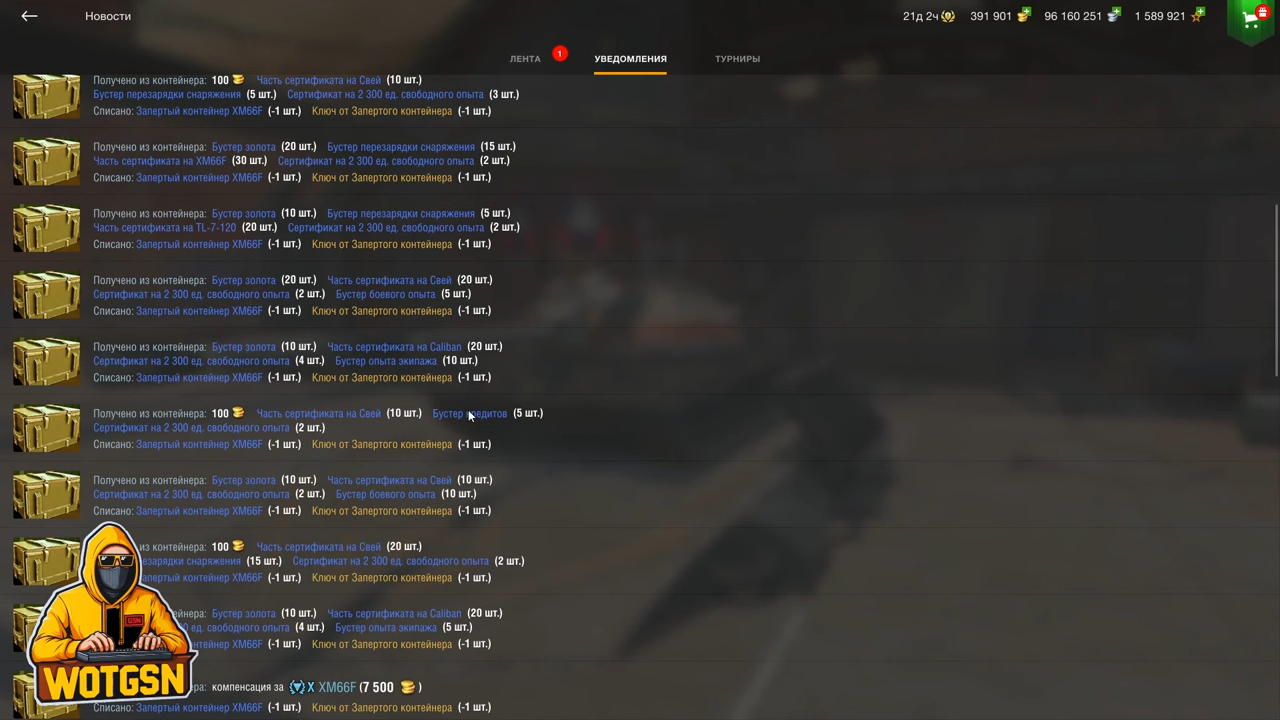 Новости
21д 2ч 391 901 96 160 251 1 589 921
ЛЕНТА 1 УВЕДОМЛЕНИЯ ТУРНИРЫ
Получено из контейнера: 100 Часть сертификата на Свей (10 шт.)
Бустер перезарядки снаряжения (5 шт.) Сертификат на 2 300 ед. свободного опыта (3 шт.)
Списано: Запертый контейнер XM66F (-1 шт.) Ключ от Запертого контейнера (-1 шт.)
Получено из контейнера: Бустер золота (20 шт.) Бустер перезарядки снаряжения (15 шт.)
Часть сертификата на XM66F (30 шт.) Сертификат на 2 300 ед. свободного опыта (2 шт.)
Списано: Запертый контейнер XM66F (-1 шт.) Ключ от Запертого контейнера (-1 шт.)
Получено из контейнера: Бустер золота (10 шт.) Бустер перезарядки снаряжения (5 шт.)
Часть сертификата на TL-7-120 (20 шт.) Сертификат на 2 300 ед. свободного опыта (2 шт.)
Списано: Запертый контейнер XM66F (-1 шт.) Ключ от Запертого контейнера (-1 шт.)
Получено из контейнера: Бустер золота (20 шт.) Часть сертификата на Свей (20 шт.)
Сертификат на 2 300 ед. свободного опыта (2 шт.) Бустер боевого опыта (5 шт.)
Списано: Запертый контейнер XM66F (-1 шт.) Ключ от Запертого контейнера (-1 шт.)
Получено из контейнера: Бустер золота (10 шт.) Часть сертификата на Caliban (20 шт.)
Сертификат на 2 300 ед. свободного опыта (4 шт.) Бустер опыта экипажа (10 шт.)
Списано: Запертый контейнер XM66F (-1 шт.) Ключ от Запертого контейнера (-1 шт.)
Получено из контейнера: 100 Часть сертификата на Свей (10 шт.) Бустер кредитов (5 шт.)
Сертификат на 2 300 ед. свободного опыта (2 шт.)
Списано: Запертый контейнер XM66F (-1 шт.) Ключ от Запертого контейнера (-1 шт.)
Получено из контейнера: Бустер золота (10 шт.) Часть сертификата на Свей (10 шт.)
Сертификат на 2 300 ед. свободного опыта (2 шт.) Бустер боевого опыта (10 шт.)
Списано: Запертый контейнер XM66F (-1 шт.) Ключ от Запертого контейнера (-1 шт.)
из контейнера: 100 Часть сертификата на Свей (20 шт.)
езарядки снаряжения (15 шт.) Сертификат на 2 300 ед. свободного опыта (2 шт.)
апертый контейнер XM66F (-1 шт.) Ключ от Запертого контейнера (-1 шт.)
ейнера: Бустер золота (10 шт.) Часть сертификата на Caliban (20 шт.)
0 ед. свободного опыта (4 шт.) Бустер опыта экипажа (5 шт.)
контейнер XM66F (-1 шт.) Ключ от Запертого контейнера (-1 шт.)
ера: компенсация за X XM66F (7 500 )
контейнер XM66F (-1 шт.) Ключ от Запертого контейнера (-1 шт.)
GSN
WOTGSN